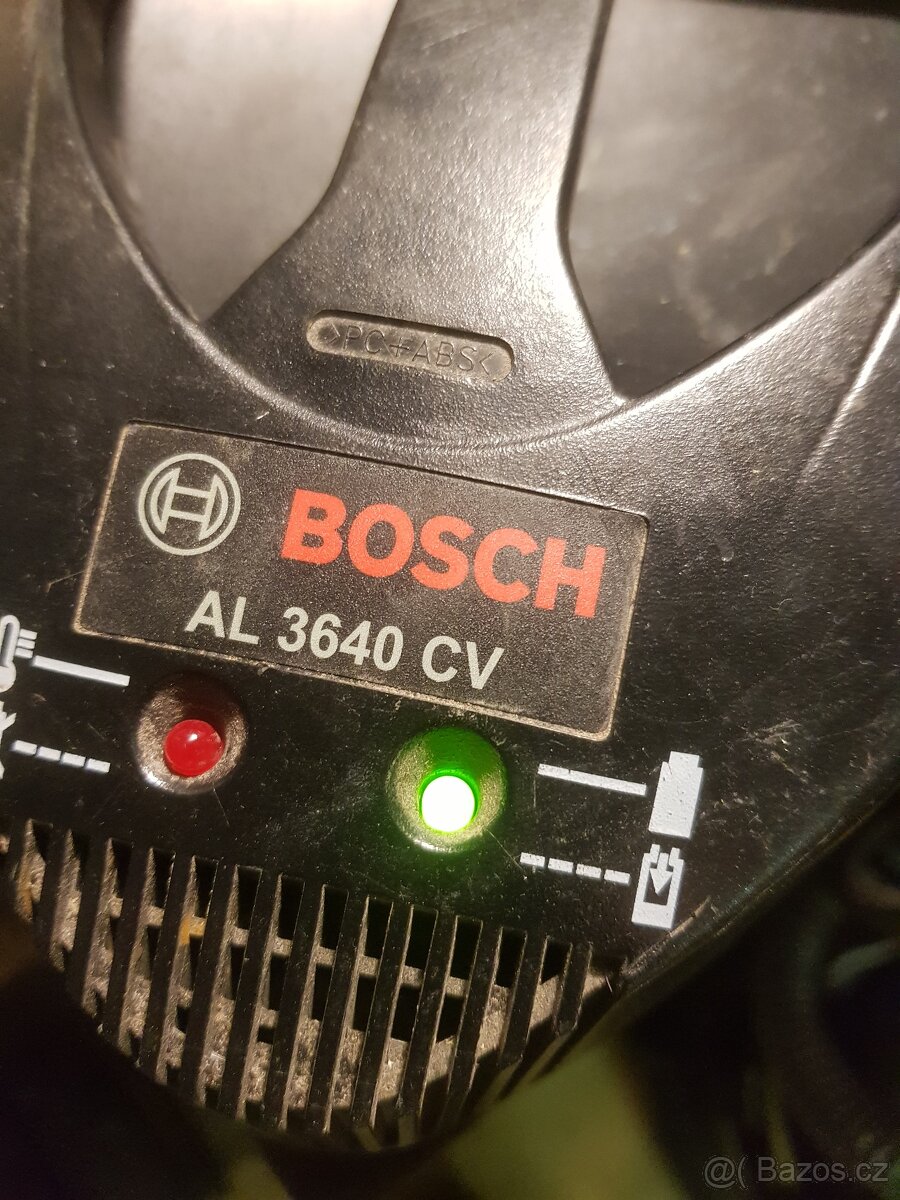 >PC+ABS<
BOSCH
AL 3640 CV
@( Bazos.cz